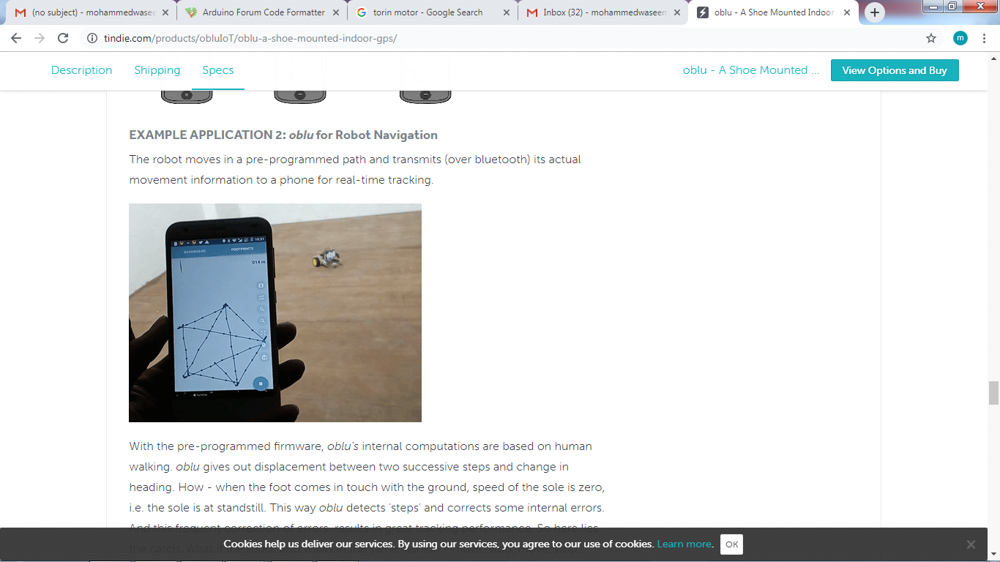 (no subject) - mohammedwasee
Arduino Forum Code Formatter
torin motor - Google Search
Inbox (32) - mohammedwaseem
oblu - A Shoe Mounted Indoor
tindie.com/products/obluIoT/oblu-a-shoe-mounted-indoor-gps/
m
Description
Shipping
Specs
oblu - A Shoe Mounted ...
View Options and Buy
EXAMPLE APPLICATION 2: oblu for Robot Navigation
The robot moves in a pre-programmed path and transmits (over bluetooth) its actual
movement information to a phone for real-time tracking.
10:31
DASHBOARD
FOOTPRINTS
With the pre-programmed firmware, oblu's internal computations are based on human
walking. oblu gives out displacement between two successive steps and change in
heading. How - when the foot comes in touch with the ground, speed of the sole is zero,
i.e. the sole is at standstill. This way oblu detects 'steps' and corrects some internal errors.
And this frequent correction of errors, results in great tracking performance. So here lies
the catch. What
Cookies help us deliver our services. By using our services, you agree to our use of cookies. Learn more.
OK